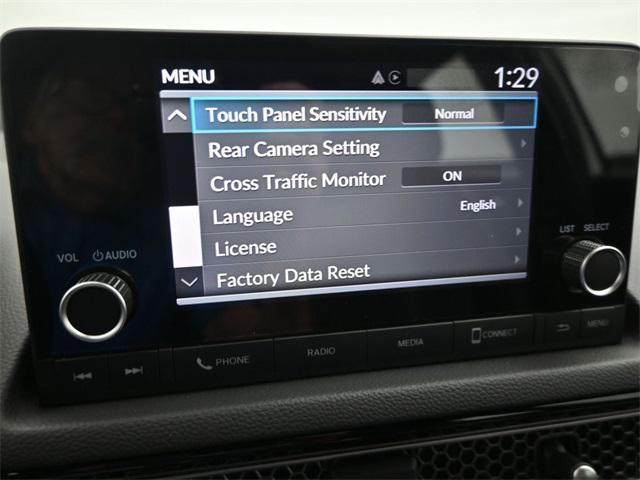 MENU 1:29
Touch Panel Sensitivity Normal
Rear Camera Setting
Cross Traffic Monitor ON
Language English
License
Factory Data Reset
VOL AUDIO
LIST SELECT
PHONE RADIO MEDIA CONNECT MENU